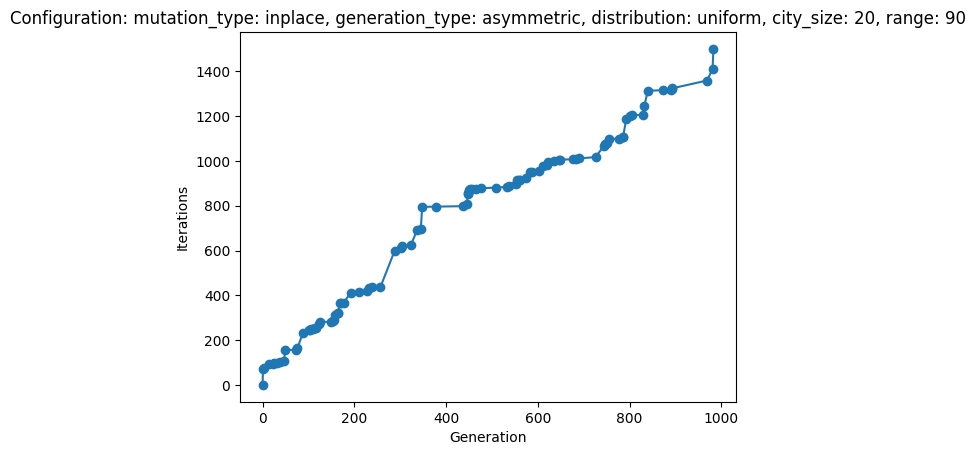 Configuration: mutation_type: inplace, generation_type: asymmetric, distribution: uniform, city_size: 20, range: 90
1400
1200
1000
800
600
400
200
0
Iterations
0 200 400 600 800 1000
Generation